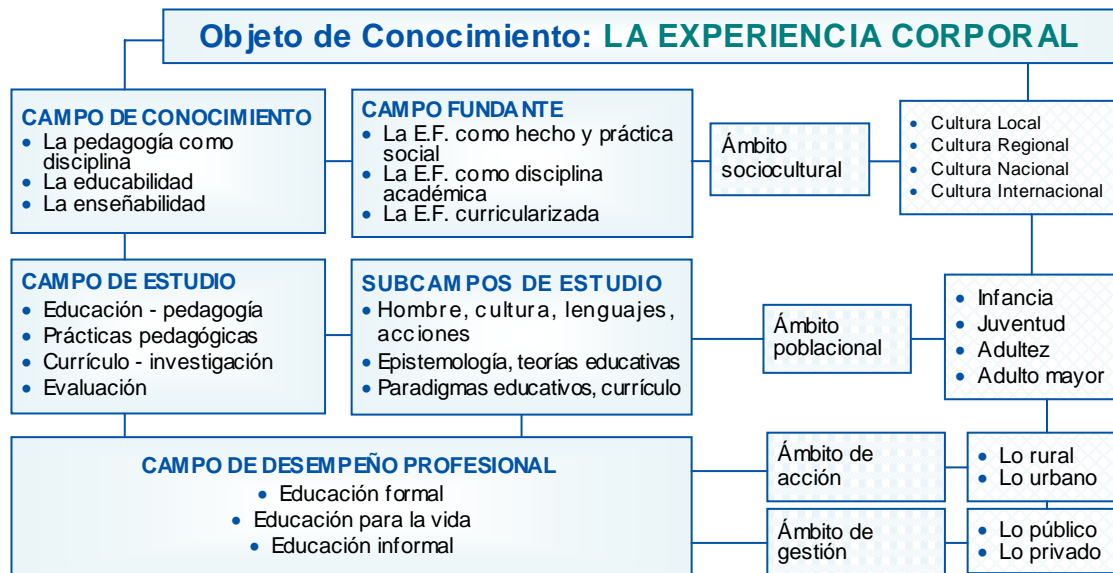 Objeto de Conocimiento: LA EXPERIENCIA CORPORAL
CAMPO DE CONOCIMIENTO
• La pedagogía como
disciplina
• La educabilidad
• La enseñabilidad
CAMPO FUNDANTE
• La E.F. como hecho y práctica
social
• La E.F. como disciplina
académica
• La E.F. curricularizada
Ámbito
sociocultural
• Cultura Local
• Cultura Regional
• Cultura Nacional
• Cultura Internacional
CAMPO DE ESTUDIO
• Educación - pedagogía
• Prácticas pedagógicas
• Currículo - investigación
• Evaluación
SUBCAMPOS DE ESTUDIO
• Hombre, cultura, lenguajes,
acciones
• Epistemología, teorías educativas
• Paradigmas educativos, currículo
Ámbito
poblacional
• Infancia
• Juventud
• Adultez
• Adulto mayor
CAMPO DE DESEMPEÑO PROFESIONAL
• Educación formal
• Educación para la vida
• Educación informal
Ámbito de
acción
• Lo rural
• Lo urbano
Ámbito de
gestión
• Lo público
• Lo privado